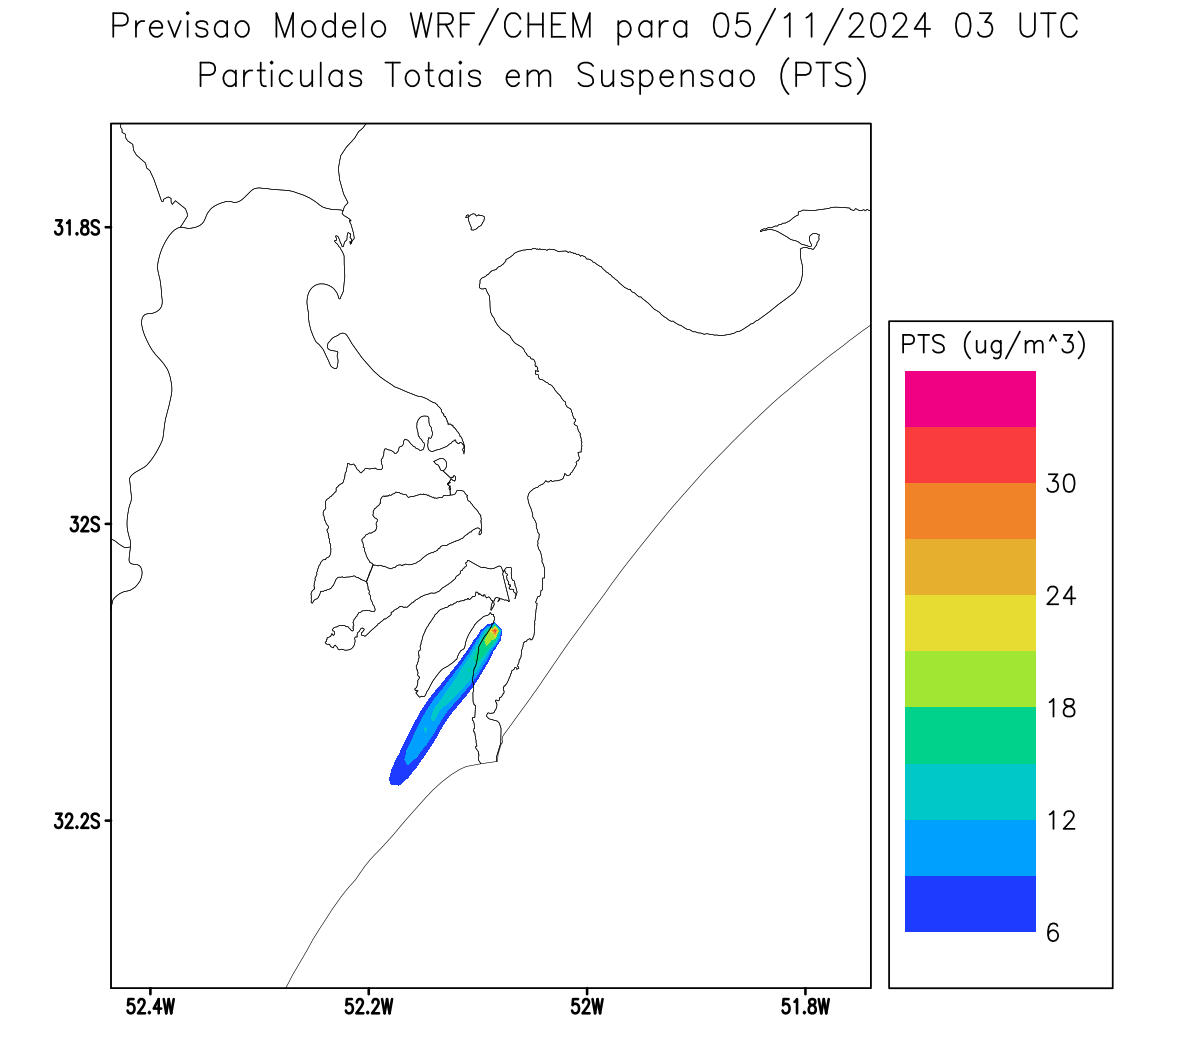 Previsao Modelo WRF/CHEM para 05/11/2024 03 UTC
Particulas Totais em Suspensao (PTS)
31.8S
32S
32.2S
52.4W
52.2W
52W
51.8W
PTS (ug/m^3)
30
24
18
12
6